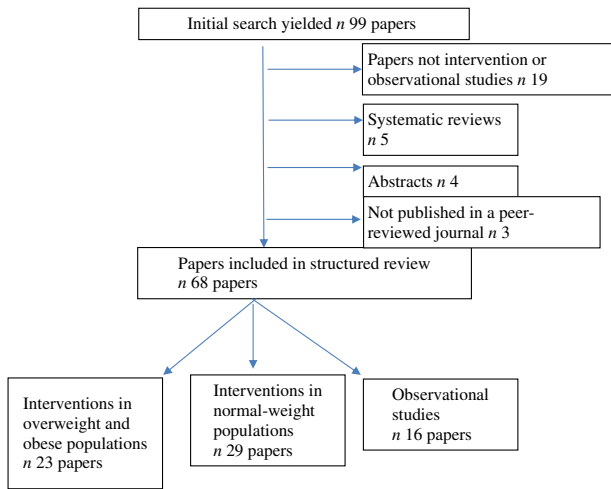 Initial search yielded n 99 papers
Papers not intervention or
observational studies n 19
Systematic reviews
n 5
Abstracts n 4
Not published in a peer-
reviewed journal n 3
Papers included in structured review
n 68 papers
Interventions in
overweight and
obese populations
n 23 papers
Interventions in
normal-weight
populations
n 29 papers
Observational
studies
n 16 papers